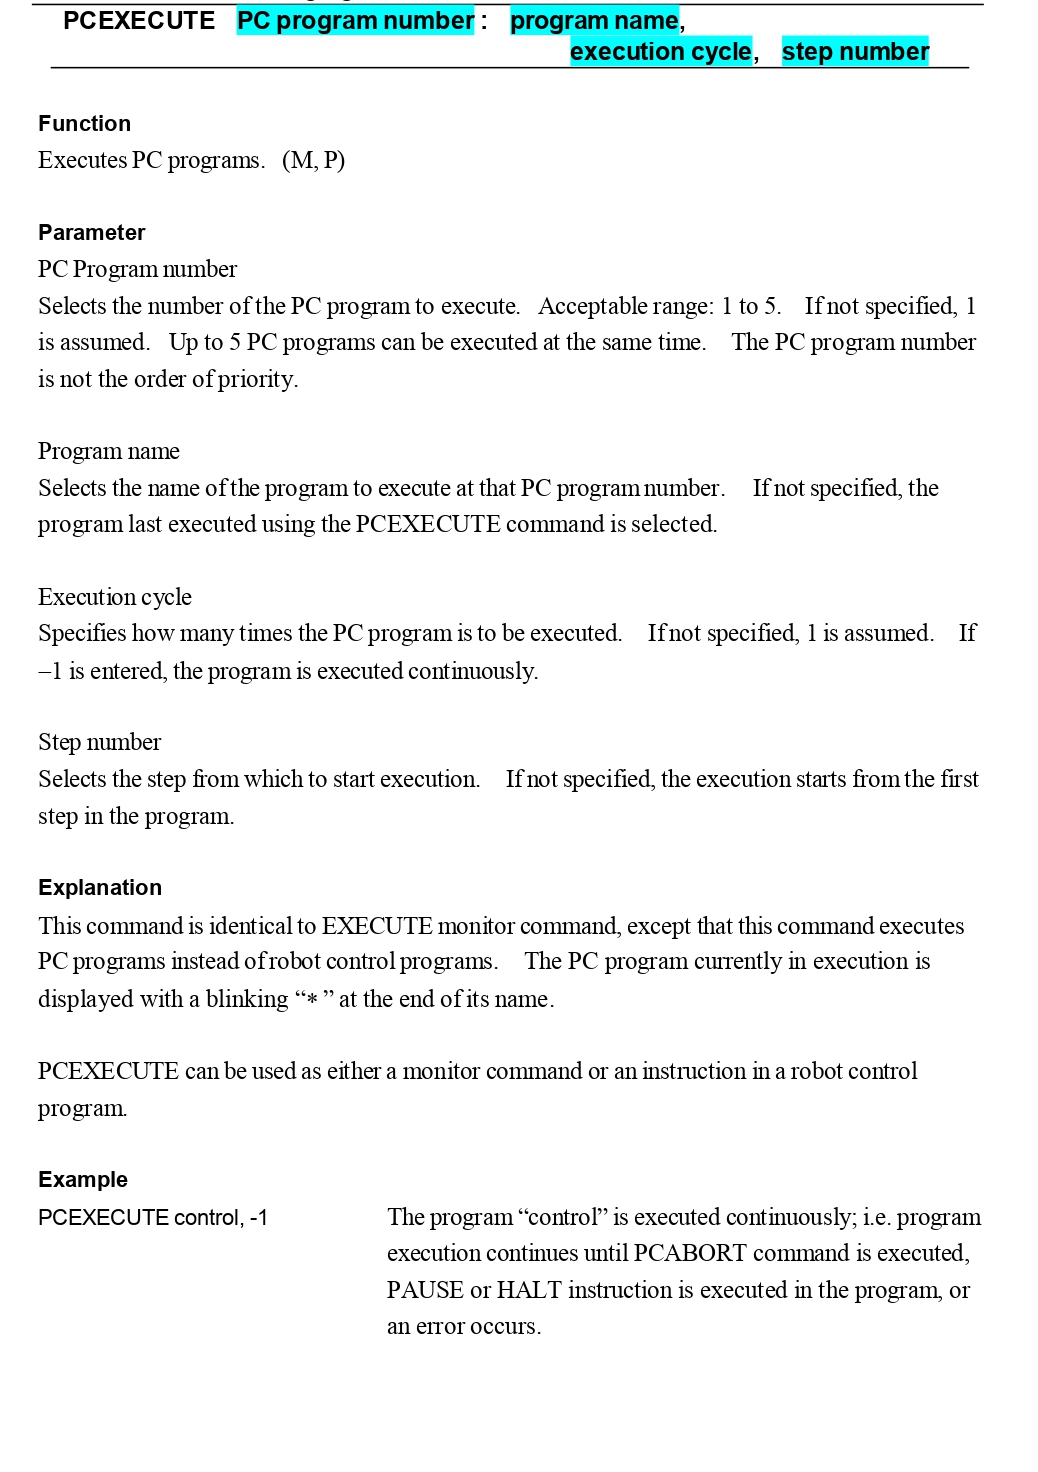 PCEXECUTE PC program number : program name,
execution cycle, step number
Function
Executes PC programs. (M, P)
Parameter
PC Program number
Selects the number of the PC program to execute. Acceptable range: 1 to 5. If not specified, 1
is assumed. Up to 5 PC programs can be executed at the same time. The PC program number
is not the order of priority.
Program name
Selects the name of the program to execute at that PC program number. If not specified, the
program last executed using the PCEXECUTE command is selected.
Execution cycle
Specifies how many times the PC program is to be executed. If not specified, 1 is assumed. If
–1 is entered, the program is executed continuously.
Step number
Selects the step from which to start execution. If not specified, the execution starts from the first
step in the program.
Explanation
This command is identical to EXECUTE monitor command, except that this command executes
PC programs instead of robot control programs. The PC program currently in execution is
displayed with a blinking “* ” at the end of its name.
PCEXECUTE can be used as either a monitor command or an instruction in a robot control
program.
Example
PCEXECUTE control, -1 The program “control” is executed continuously; i.e. program
execution continues until PCABORT command is executed,
PAUSE or HALT instruction is executed in the program, or
an error occurs.